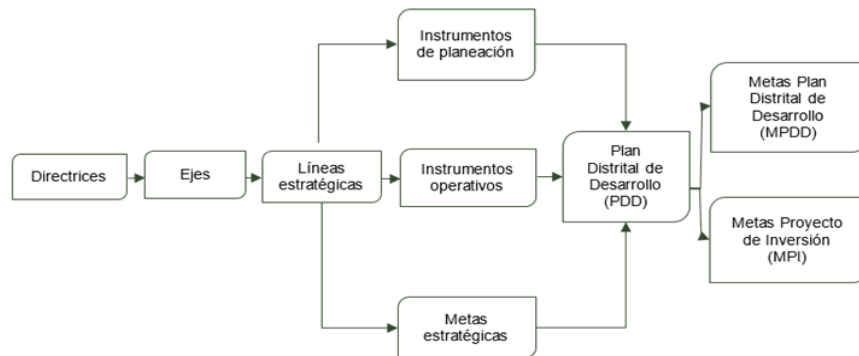 Directrices
Ejes
Líneas
estratégicas
Instrumentos
de planeación
Instrumentos
operativos
Metas
estratégicas
Plan
Distrital de
Desarrollo
(PDD)
Metas Plan
Distrital de
Desarrollo
(MPDD)
Metas Proyecto
de Inversión
(MPI)